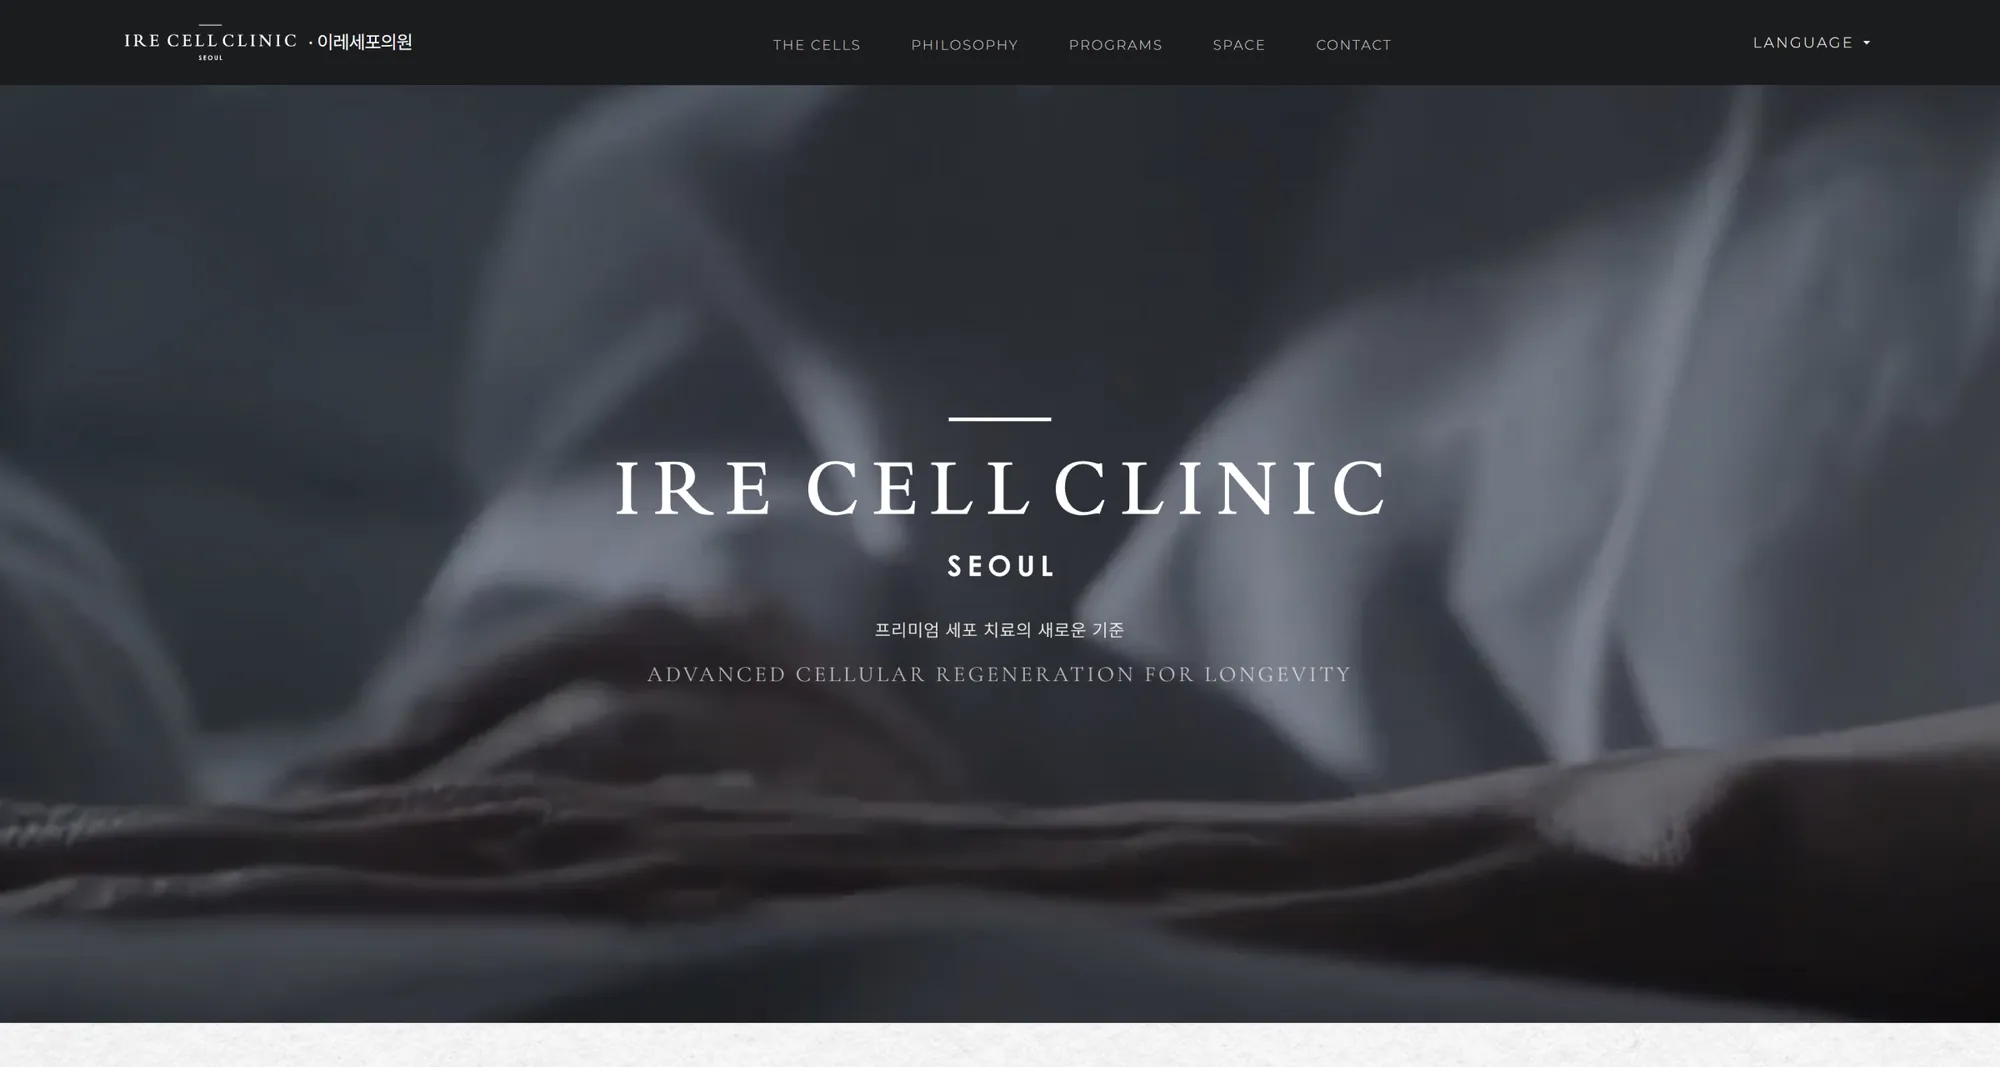 IRE CELL CLINIC · 이레세포의원
SEOUL
THE CELLS
PHILOSOPHY
PROGRAMS
SPACE
CONTACT
LANGUAGE
IRE CELL CLINIC
SEOUL
프리미엄 세포 치료의 새로운 기준
ADVANCED CELLULAR REGENERATION FOR LONGEVITY